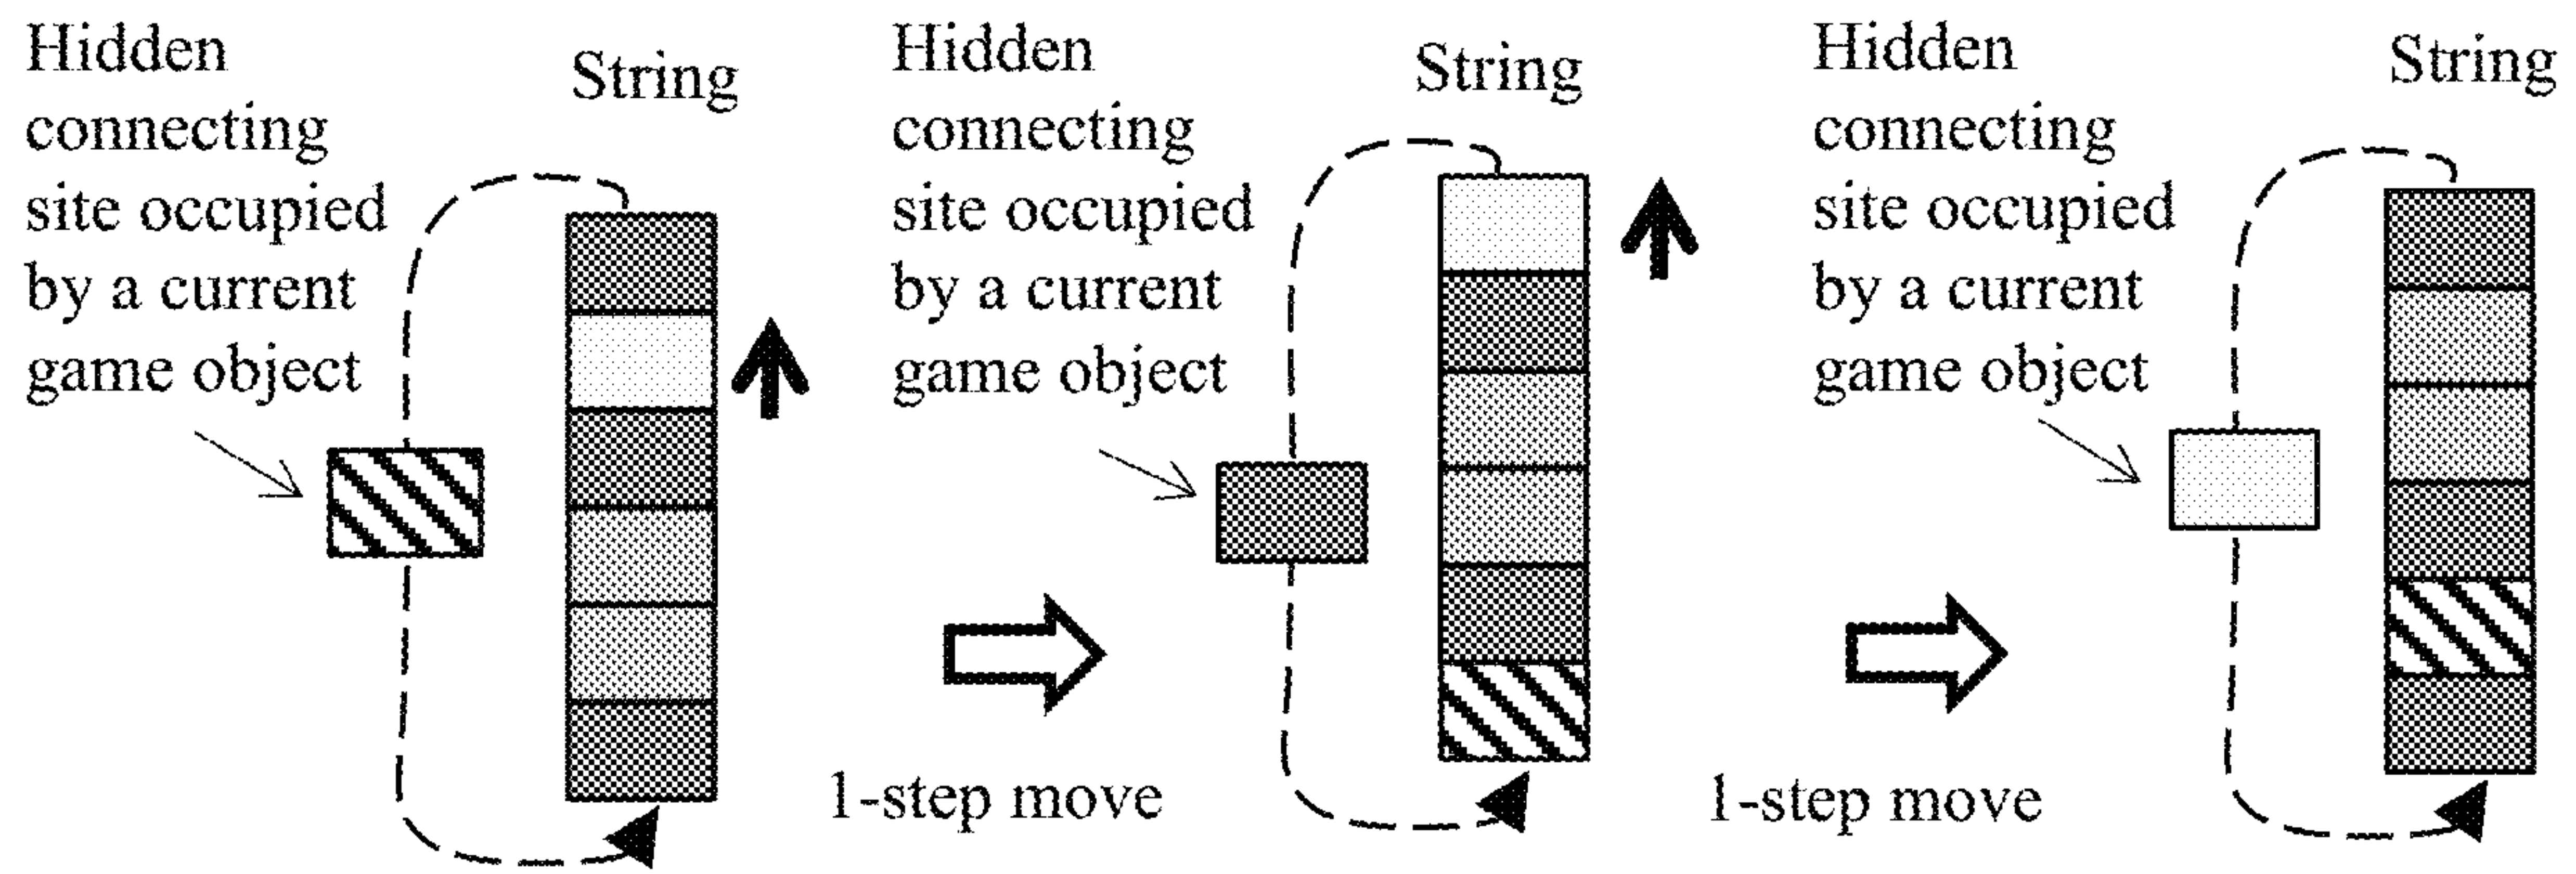 Hidden
connecting
site occupied
by a current
game object
String
Hidden
connecting
site occupied
by a current
game object
String
Hidden
connecting
site occupied
by a current
game object
String
1-step move
1-step move